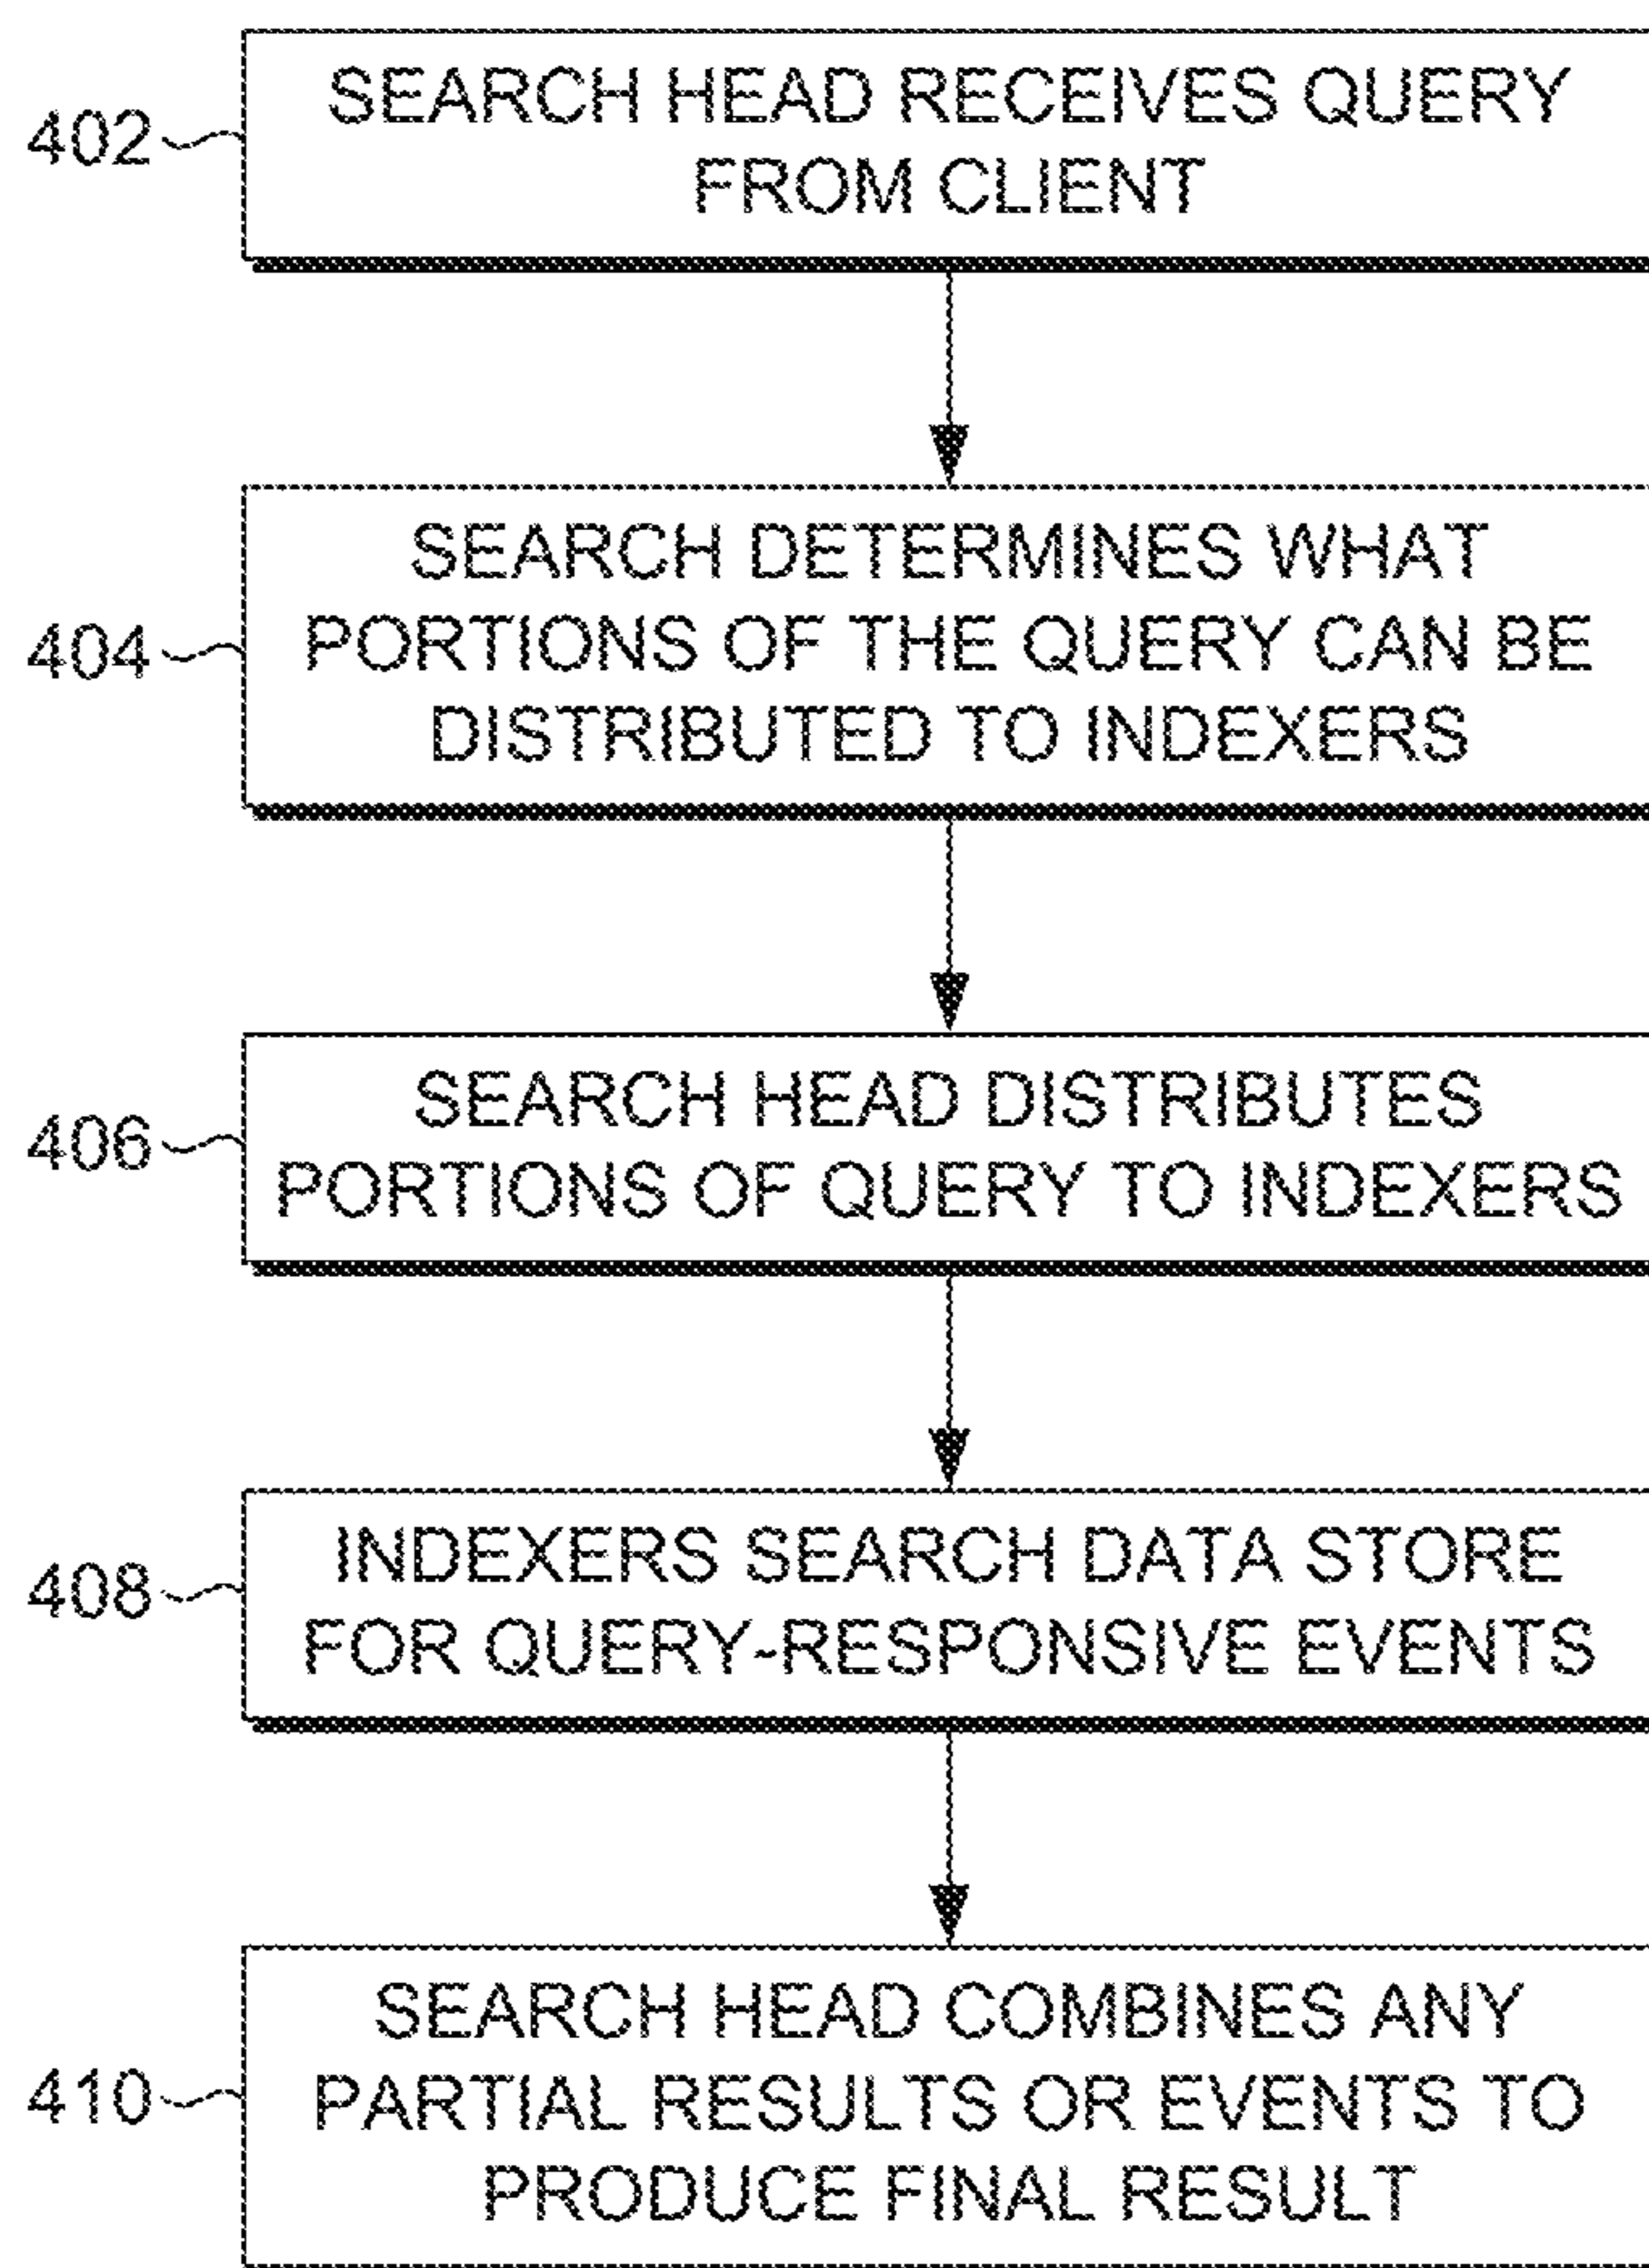 402
SEARCH HEAD RECEIVES QUERY
FROM CLIENT
404
SEARCH DETERMINES WHAT
PORTIONS OF THE QUERY CAN BE
DISTRIBUTED TO INDEXERS
406
SEARCH HEAD DISTRIBUTES
PORTIONS OF QUERY TO INDEXERS
408
INDEXERS SEARCH DATA STORE
FOR QUERY-RESPONSIVE EVENTS
410
SEARCH HEAD COMBINES ANY
PARTIAL RESULTS OR EVENTS TO
PRODUCE FINAL RESULT